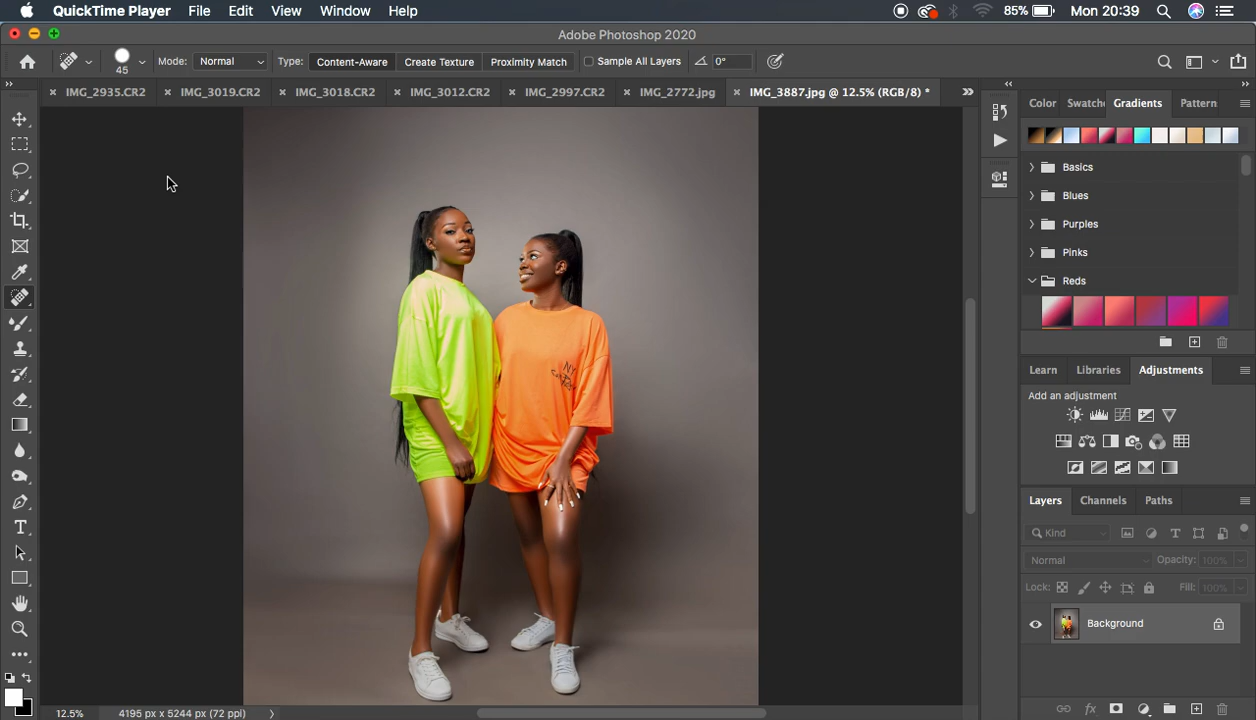 QuickTime Player File Edit View Window Help 85% Mon 20:39
Adobe Photoshop 2020
45 Mode: Normal Type: Content-Aware Create Texture Proximity Match Sample All Layers 0°
IMG_2935.CR2 IMG_3019.CR2 IMG_3018.CR2 IMG_3012.CR2 IMG_2997.CR2 IMG_2772.jpg IMG_3887.jpg @ 12.5% (RGB/8) *
Color Swatche Gradients Pattern
Basics
Blues
Purples
Pinks
Reds
NY
Learn Libraries Adjustments
Add an adjustment
Layers Channels Paths
Kind
Normal Opacity: 100%
Lock: Fill: 100%
Background
12.5% 4195 px x 5244 px (72 ppi)